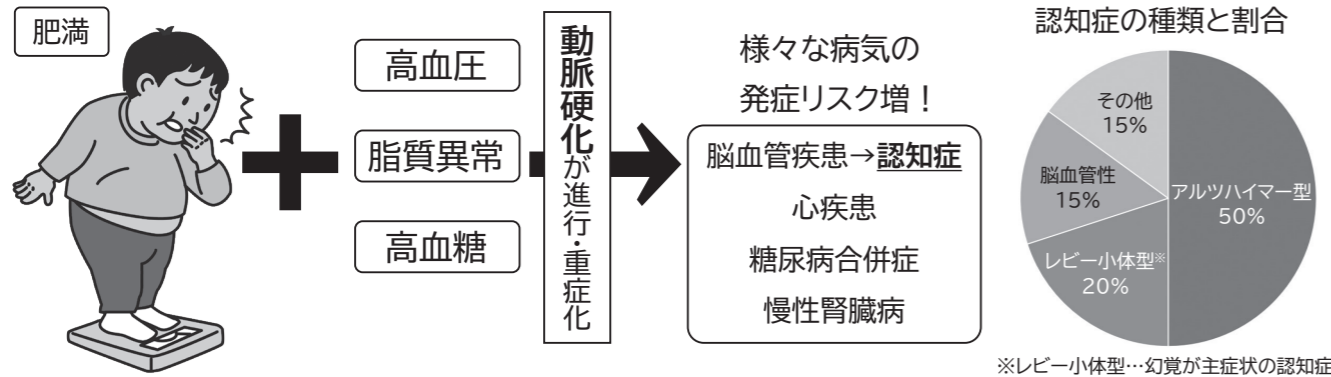 肥満
高血圧
脂質異常
高血糖
動脈硬化が進行・重症化
様々な病気の
発症リスク増！
脳血管疾患→認知症
心疾患
糖尿病合併症
慢性腎臓病
認知症の種類と割合
その他
15%
脳血管性
15%
アルツハイマー型
50%
レビー小体型※
20%
※レビー小体型…幻覚が主症状の認知症